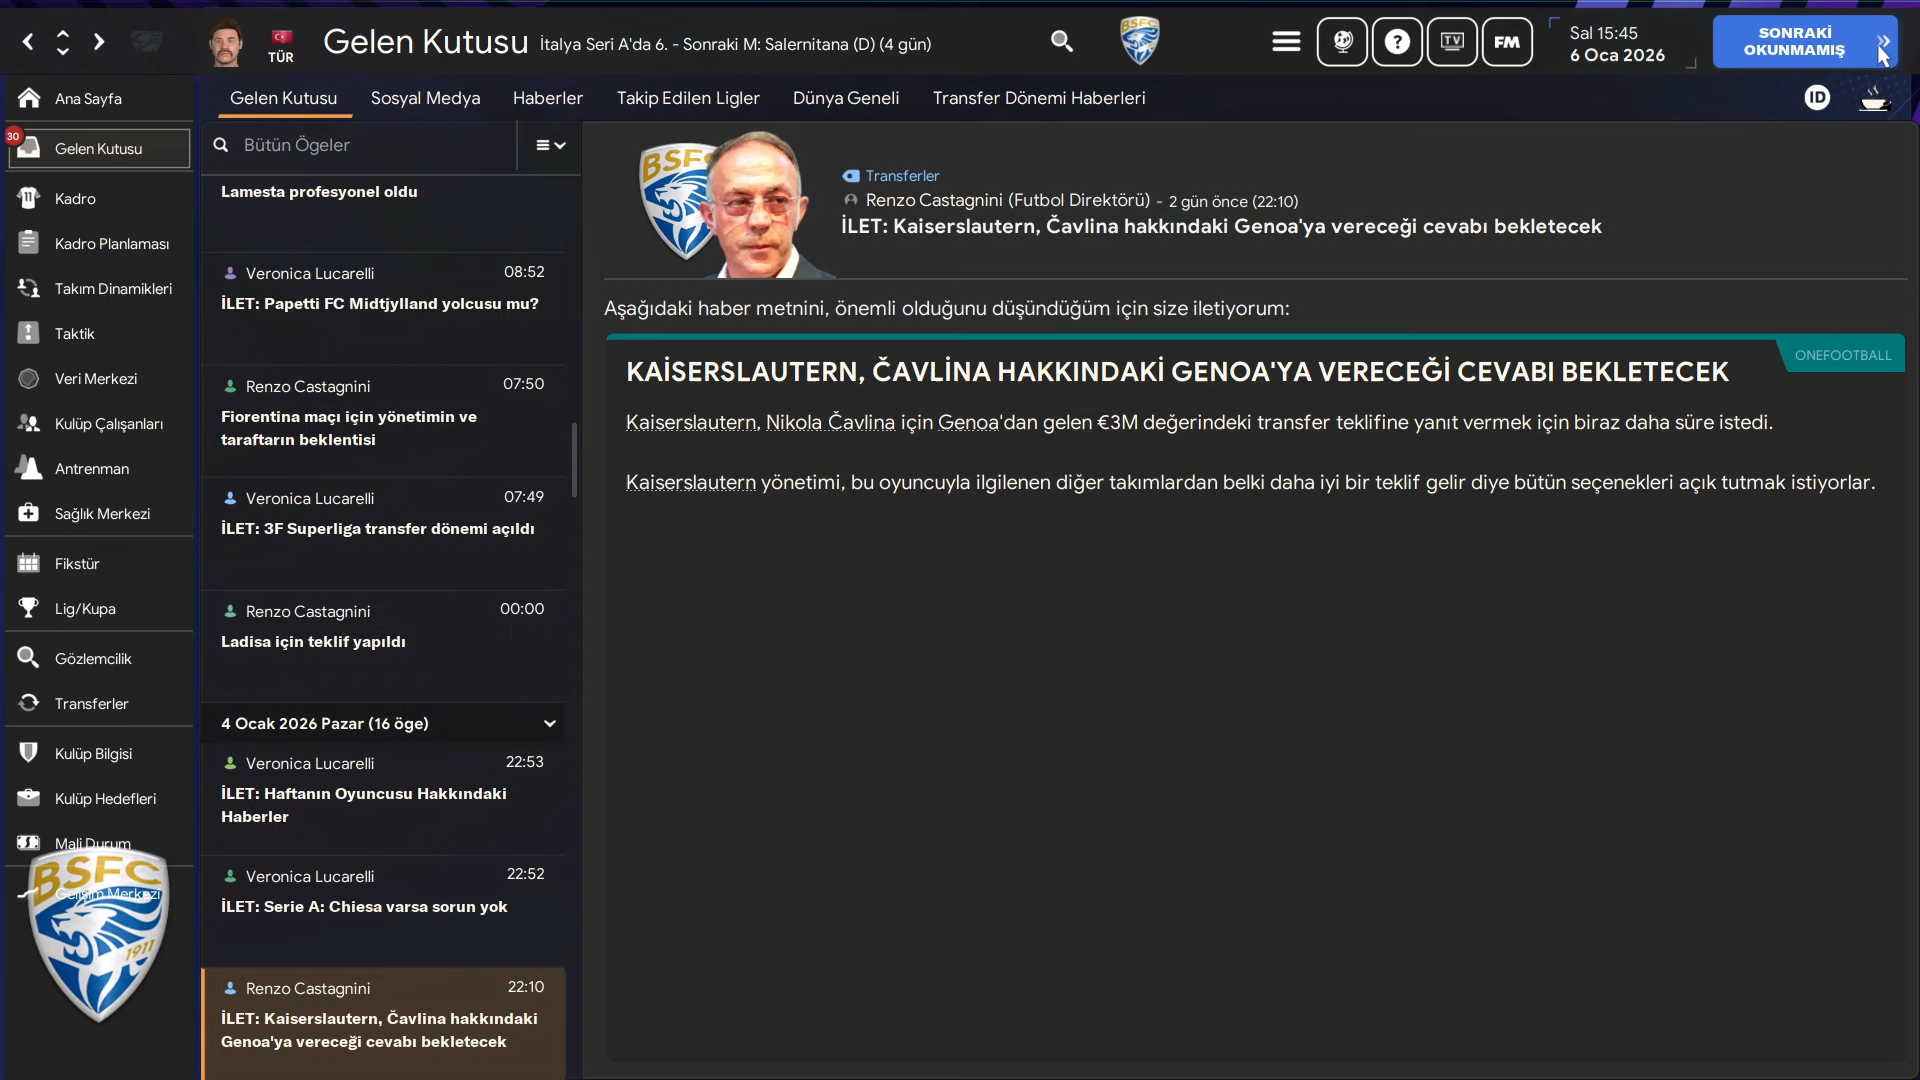 TÜR
Gelen Kutusu İtalya Seri A'da 6. - Sonraki M: Salernitana (D) (4 gün)
BSFC
?
TV
FM
Sal 15:45
6 Oca 2026
SONRAKİ
OKUNMAMIŞ
Ana Sayfa
30
Gelen Kutusu
Kadro
Kadro Planlaması
Takım Dinamikleri
Taktik
Veri Merkezi
Kulüp Çalışanları
Antrenman
Sağlık Merkezi
Fikstür
Lig/Kupa
Gözlemcilik
Transferler
Kulüp Bilgisi
Kulüp Hedefleri
Mali Durum
Gelişim Merkezi
BSFC
1911
Gelen Kutusu
Sosyal Medya
Haberler
Takip Edilen Ligler
Dünya Geneli
Transfer Dönemi Haberleri
ID
Bütün Ögeler
Lamesta profesyonel oldu
Veronica Lucarelli 08:52
İLET: Papetti FC Midtjylland yolcusu mu?
Renzo Castagnini 07:50
Fiorentina maçı için yönetimin ve
taraftarın beklentisi
Veronica Lucarelli 07:49
İLET: 3F Superliga transfer dönemi açıldı
Renzo Castagnini 00:00
Ladisa için teklif yapıldı
4 Ocak 2026 Pazar (16 öge)
Veronica Lucarelli 22:53
İLET: Haftanın Oyuncusu Hakkındaki
Haberler
Veronica Lucarelli 22:52
İLET: Serie A: Chiesa varsa sorun yok
Renzo Castagnini 22:10
İLET: Kaiserslautern, Čavlina hakkındaki
Genoa'ya vereceği cevabı bekletecek
BSFC
Transferler
Renzo Castagnini (Futbol Direktörü) - 2 gün önce (22:10)
İLET: Kaiserslautern, Čavlina hakkındaki Genoa'ya vereceği cevabı bekletecek
Aşağıdaki haber metnini, önemli olduğunu düşündüğüm için size iletiyorum:
ONEFOOTBALL
KAİSERSLAUTERN, ČAVLİNA HAKKINDAKİ GENOA'YA VERECEĞİ CEVABI BEKLETECEK
Kaiserslautern, Nikola Čavlina için Genoa'dan gelen €3M değerindeki transfer teklifine yanıt vermek için biraz daha süre istedi.
Kaiserslautern yönetimi, bu oyuncuyla ilgilenen diğer takımlardan belki daha iyi bir teklif gelir diye bütün seçenekleri açık tutmak istiyorlar.